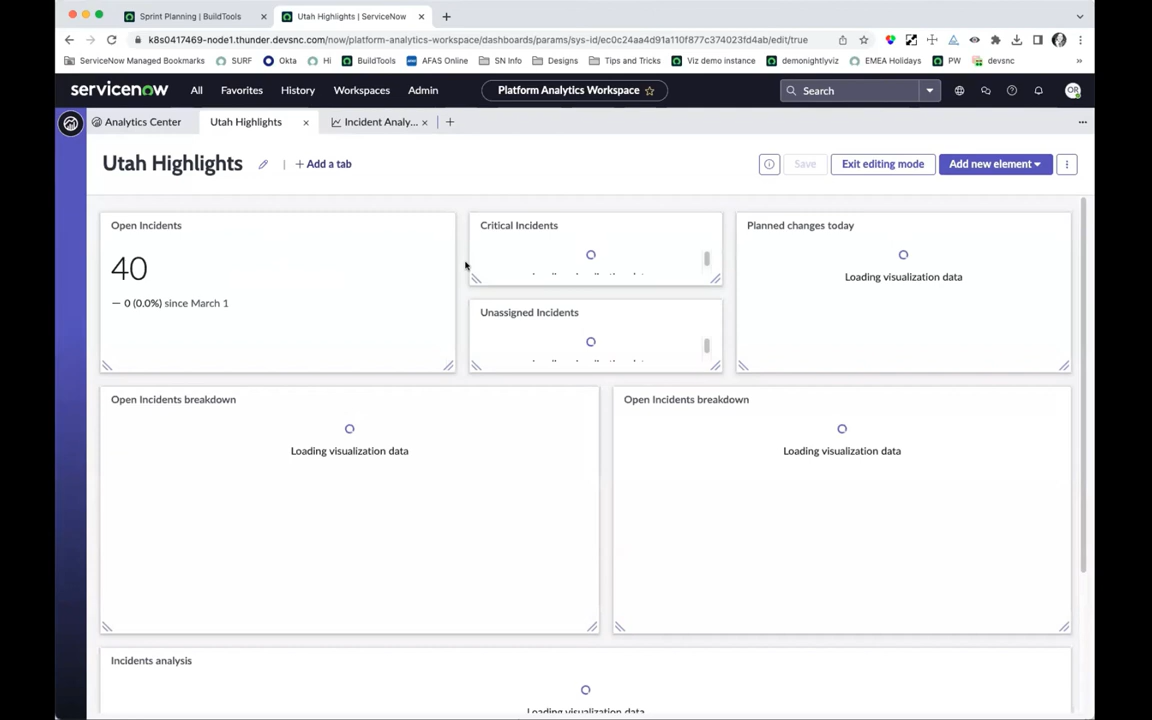 Sprint Planning | BuildTools
Utah Highlights | ServiceNow
k8s0417469-node1.thunder.devsnc.com/now/platform-analytics-workspace/dashboards/params/sys-id/ec0c24aa4d91a110f877c374023fd4ab/edit/true
ServiceNow Managed Bookmarks SURF Okta Hi BuildTools AFAS Online SN Info Designs Tips and Tricks Viz demo instance demonightlyviz EMEA Holidays PW devsnc
servicenow All Favorites History Workspaces Admin Platform Analytics Workspace Search OR
Analytics Center Utah Highlights Incident Analy...
Utah Highlights + Add a tab Save Exit editing mode Add new element
Open Incidents
40
— 0 (0.0%) since March 1
Critical Incidents
Unassigned Incidents
Planned changes today
Loading visualization data
Open Incidents breakdown
Loading visualization data
Open Incidents breakdown
Loading visualization data
Incidents analysis
Loading visualization data